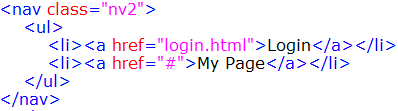 <nav class="nv2">
<ul>
<li><a href="login.html">Login</a></li>
<li><a href="#">My Page</a></li>
</ul>
</nav>